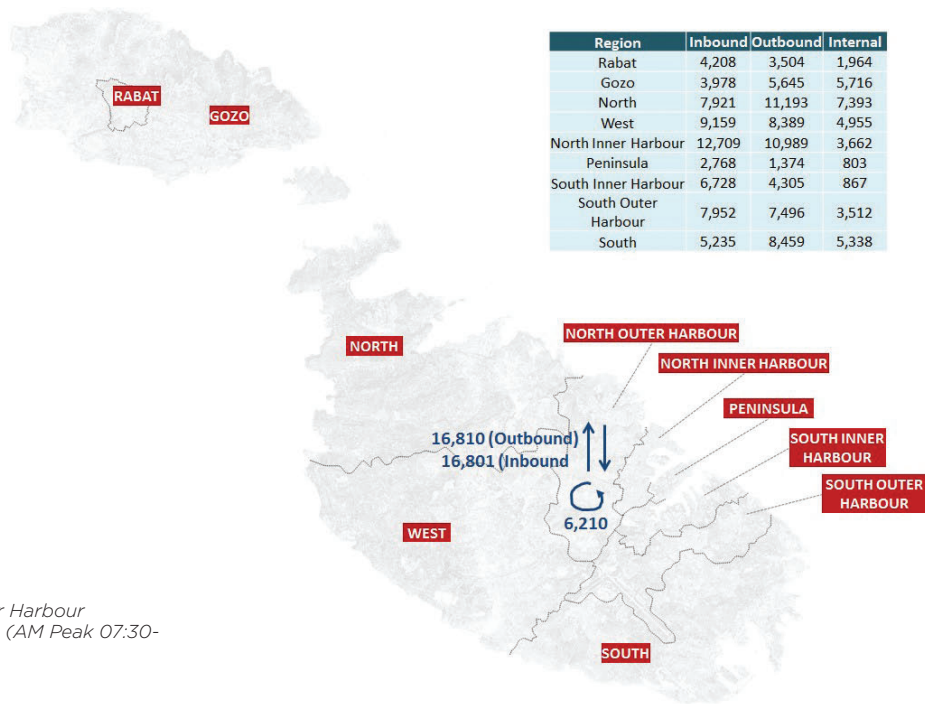 Region Inbound Outbound Internal
Rabat 4,208 3,504 1,964
Gozo 3,978 5,645 5,716
North 7,921 11,193 7,393
West 9,159 8,389 4,955
North Inner Harbour 12,709 10,989 3,662
Peninsula 2,768 1,374 803
South Inner Harbour 6,728 4,305 867
South Outer
Harbour 7,952 7,496 3,512
South 5,235 8,459 5,338
RABAT
GOZO
NORTH OUTER HARBOUR
NORTH
NORTH INNER HARBOUR
PENINSULA
16,810 (Outbound)
16,801 (Inbound
SOUTH INNER
HARBOUR
SOUTH OUTER
HARBOUR
6,210
WEST
r Harbour
(AM Peak 07:30-
SOUTH